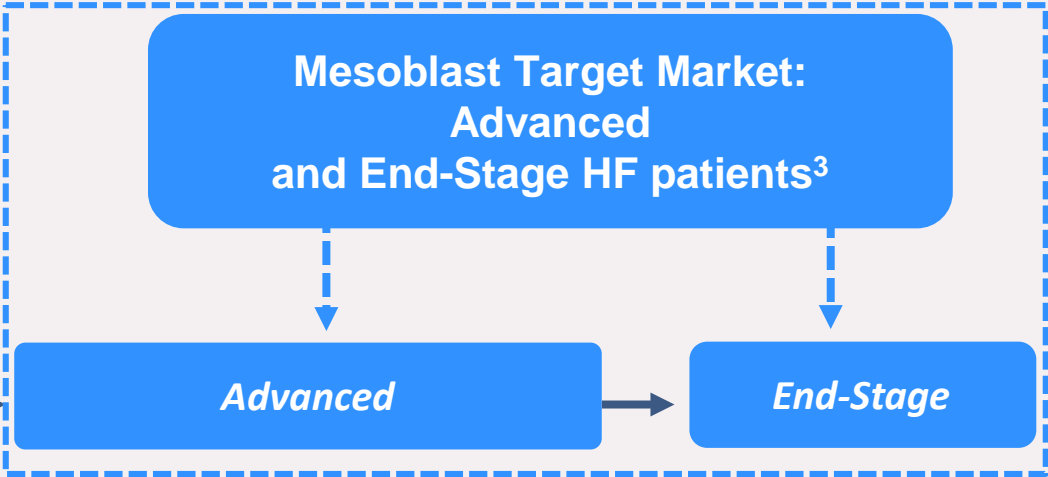 Mesoblast Target Market:
Advanced
and End-Stage HF patients³
Advanced
End-Stage